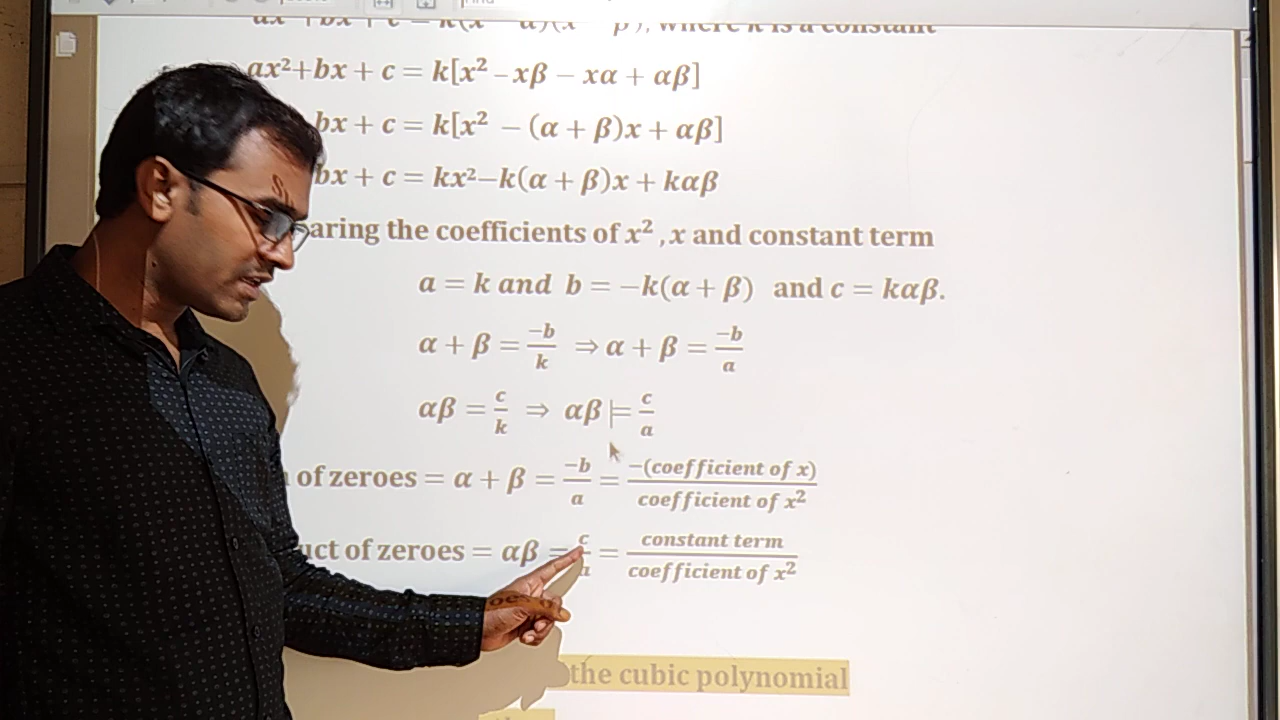 ax²+bx + c = k[x² – xβ – xα + αβ]
bx + c = k[x² – (α + β)x + αβ]
bx + c = kx²–k(α + β)x + kαβ
aring the coefficients of x² , x and constant term
a = k and b = −k(α + β) and c = kαβ.
α + β = −b/k ⇒ α + β = −b/a
αβ = c/k ⇒ αβ = c/a
of zeroes = α + β = −b/a = −(coefficient of x)/coefficient of x²
uct of zeroes = αβ = c/a = constant term/coefficient of x²
the cubic polynomial